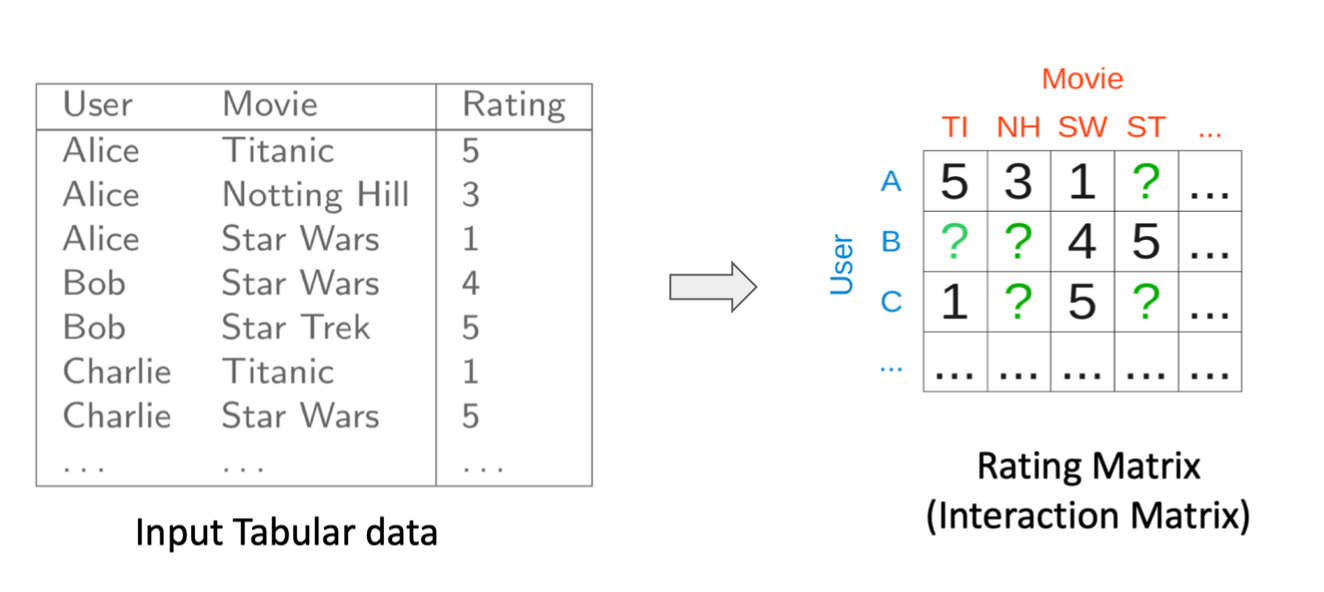 User Movie Rating
Alice Titanic 5
Alice Notting Hill 3
Alice Star Wars 1
Bob Star Wars 4
Bob Star Trek 5
Charlie Titanic 1
Charlie Star Wars 5
... ... ...
Input Tabular data
Movie
TI NH SW ST ...
User
A 5 3 1 ? ...
B ? ? 4 5 ...
C 1 ? 5 ? ...
... ... ... ... ... ...
Rating Matrix
(Interaction Matrix)